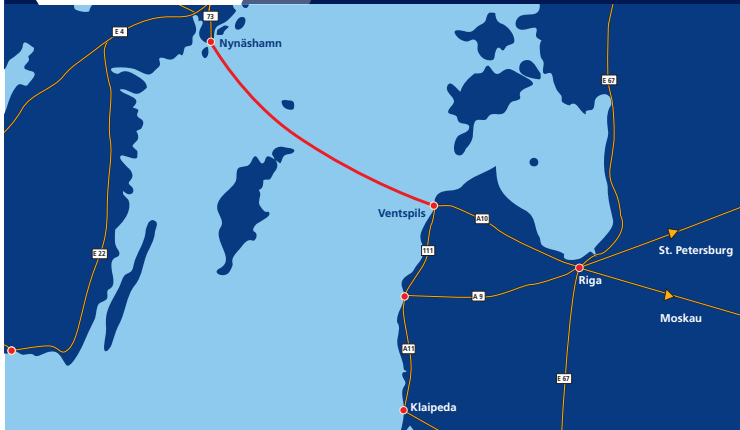 73
E 4
Nynäshamn
E 67
Ventspils
A10
E 22
111
St. Petersburg
Riga
A 9
Moskau
A11
E 67
Klaipeda